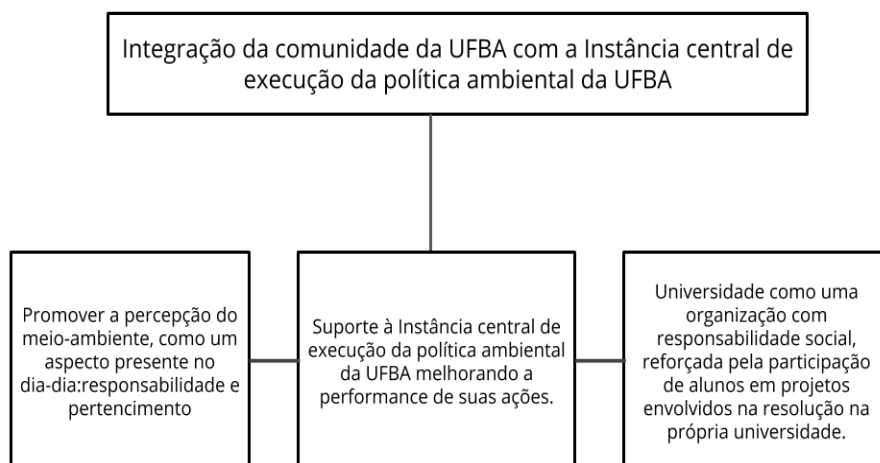 Integração da comunidade da UFBA com a Instância central de
execução da política ambiental da UFBA
Promover a percepção do
meio-ambiente, como um
aspecto presente no
dia-dia:responsabilidade e
pertencimento
Suporte à Instância central de
execução da política ambiental
da UFBA melhorando a
performance de suas ações.
Universidade como uma
organização com
responsabilidade social,
reforçada pela participação
de alunos em projetos
envolvidos na resolução na
própria universidade.